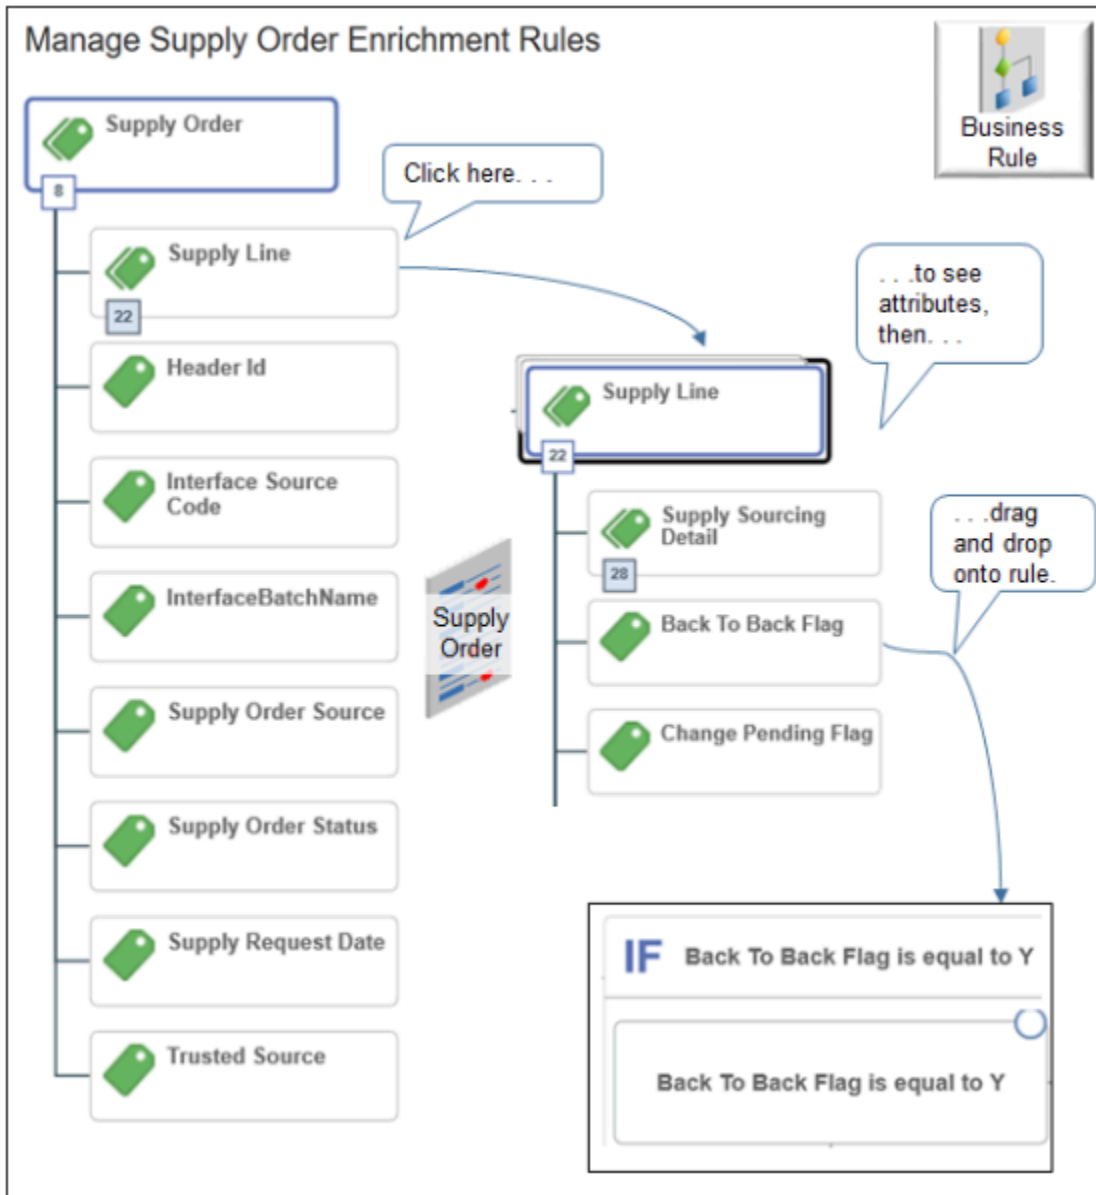 Manage Supply Order Enrichment Rules
Business
Rule
Supply Order
8
Click here. . .
Supply Line
22
. . .to see
attributes,
then. . .
Header Id
Supply Line
22
Interface Source
Code
Supply Sourcing
Detail
28
. . .drag
and drop
onto rule.
InterfaceBatchName
Supply
Order
Back To Back Flag
Supply Order Source
Change Pending Flag
Supply Order Status
Supply Request Date
IF Back To Back Flag is equal to Y
Trusted Source
Back To Back Flag is equal to Y